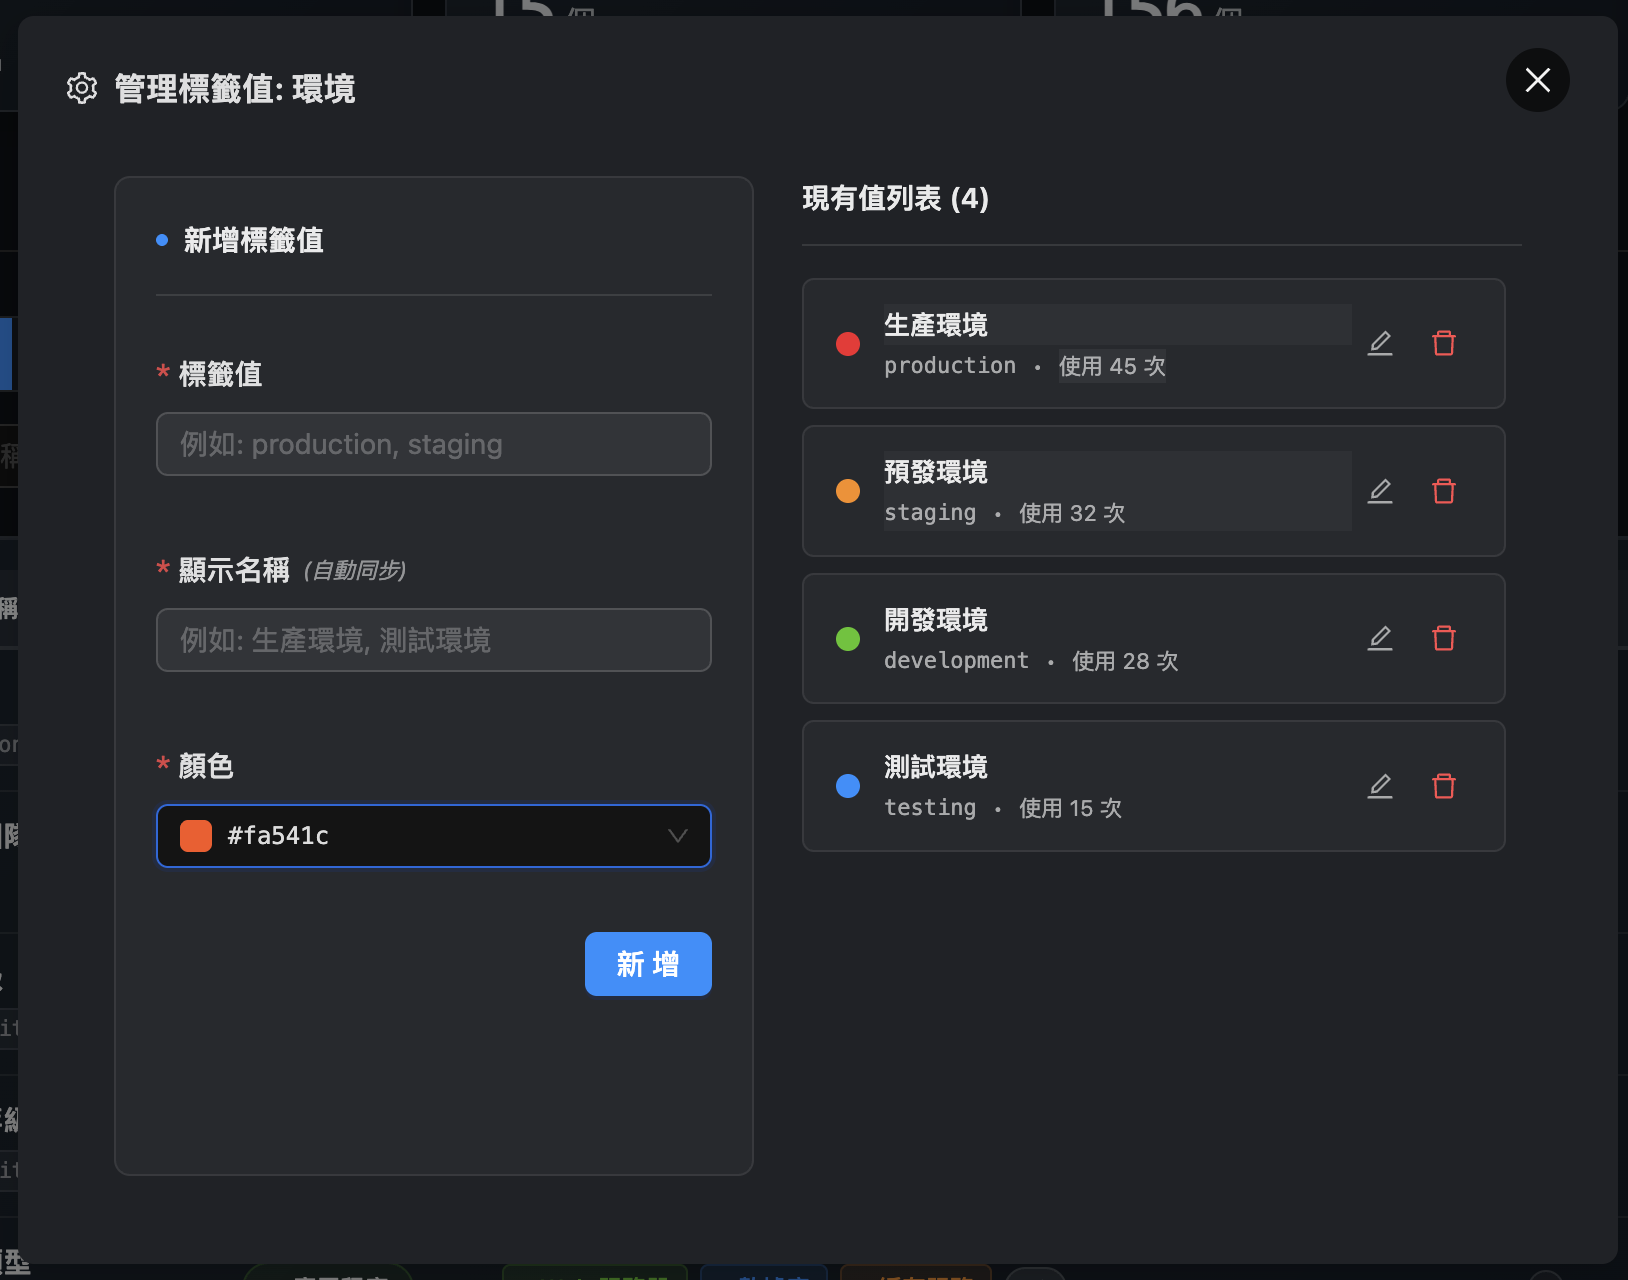 管理標籤值: 環境
新增標籤值
* 標籤值
例如: production, staging
* 顯示名稱 (自動同步)
例如: 生產環境, 測試環境
* 顏色
#fa541c
新 增
現有值列表 (4)
生產環境
production • 使用 45 次
預發環境
staging • 使用 32 次
開發環境
development • 使用 28 次
測試環境
testing • 使用 15 次